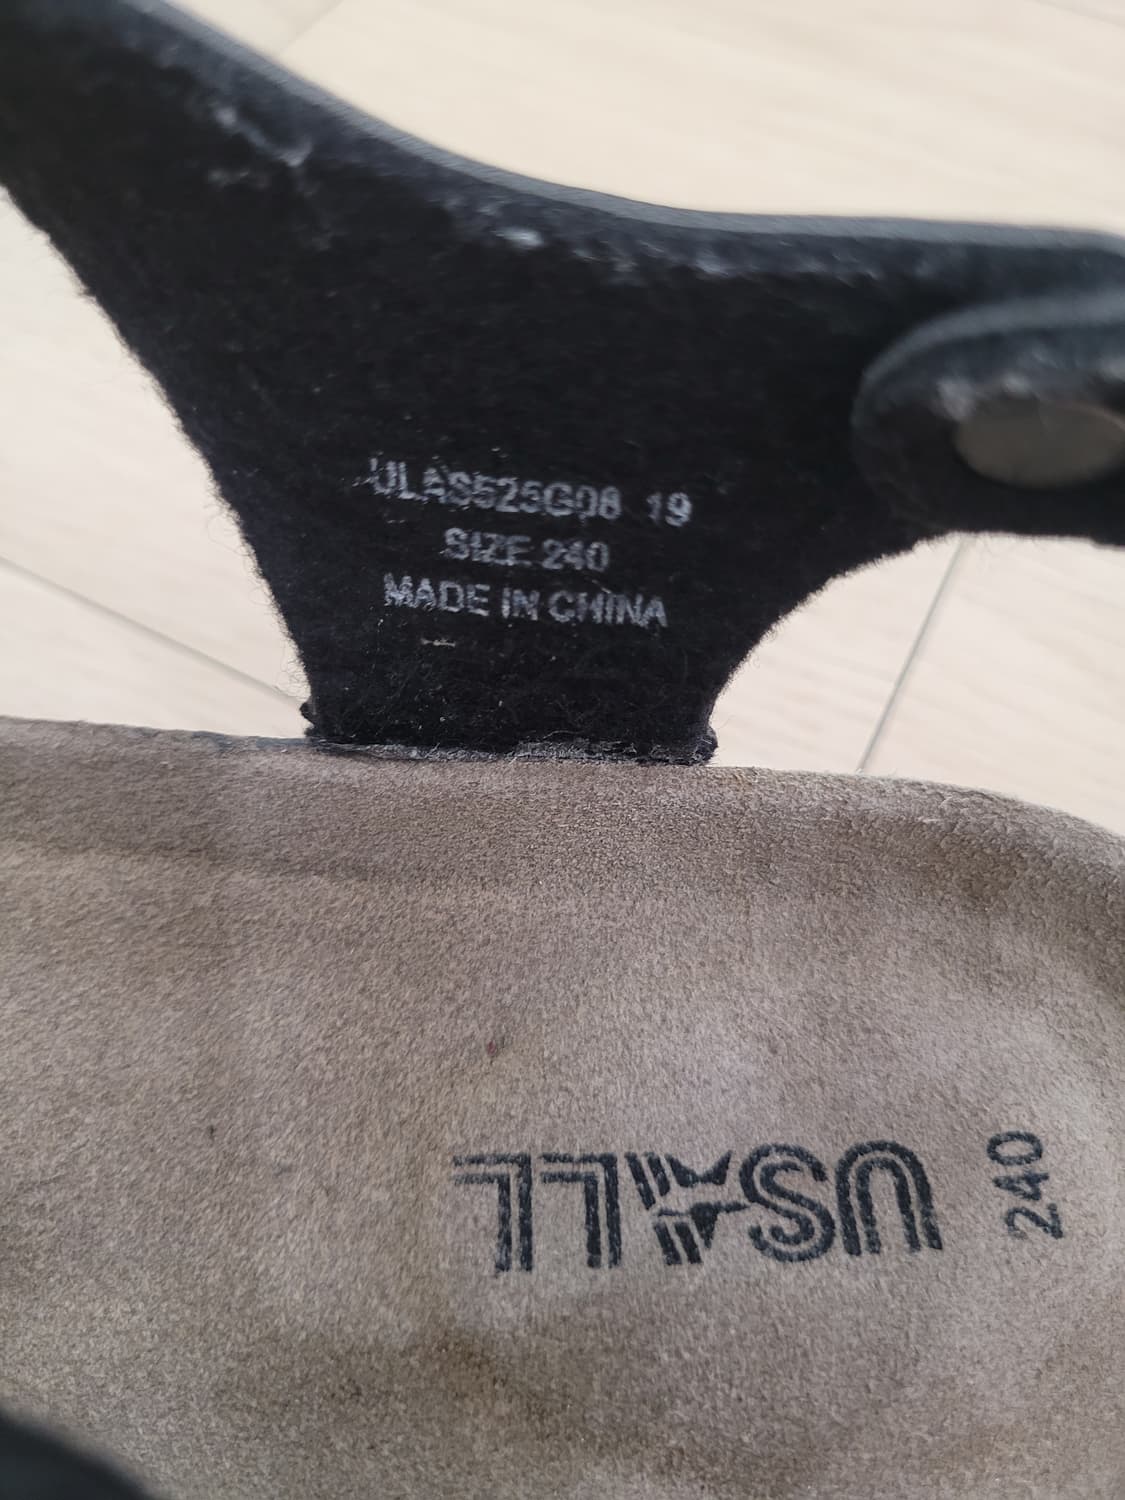 ULAS525G08 19
SIZE 240
MADE IN CHINA
USALL
240